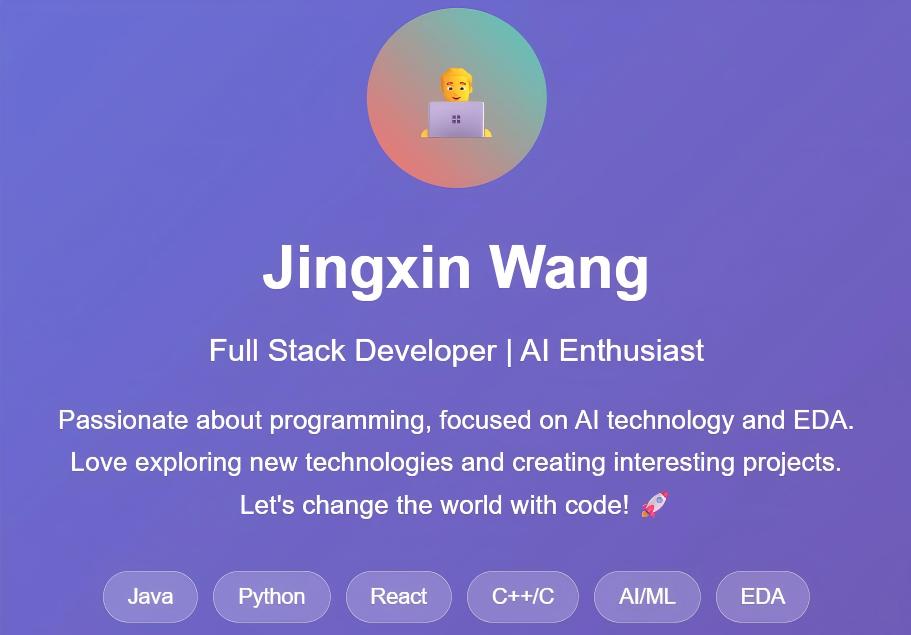 Jingxin Wang
Full Stack Developer | AI Enthusiast
Passionate about programming, focused on AI technology and EDA.
Love exploring new technologies and creating interesting projects.
Let's change the world with code! 🚀
Java
Python
React
C++/C
AI/ML
EDA